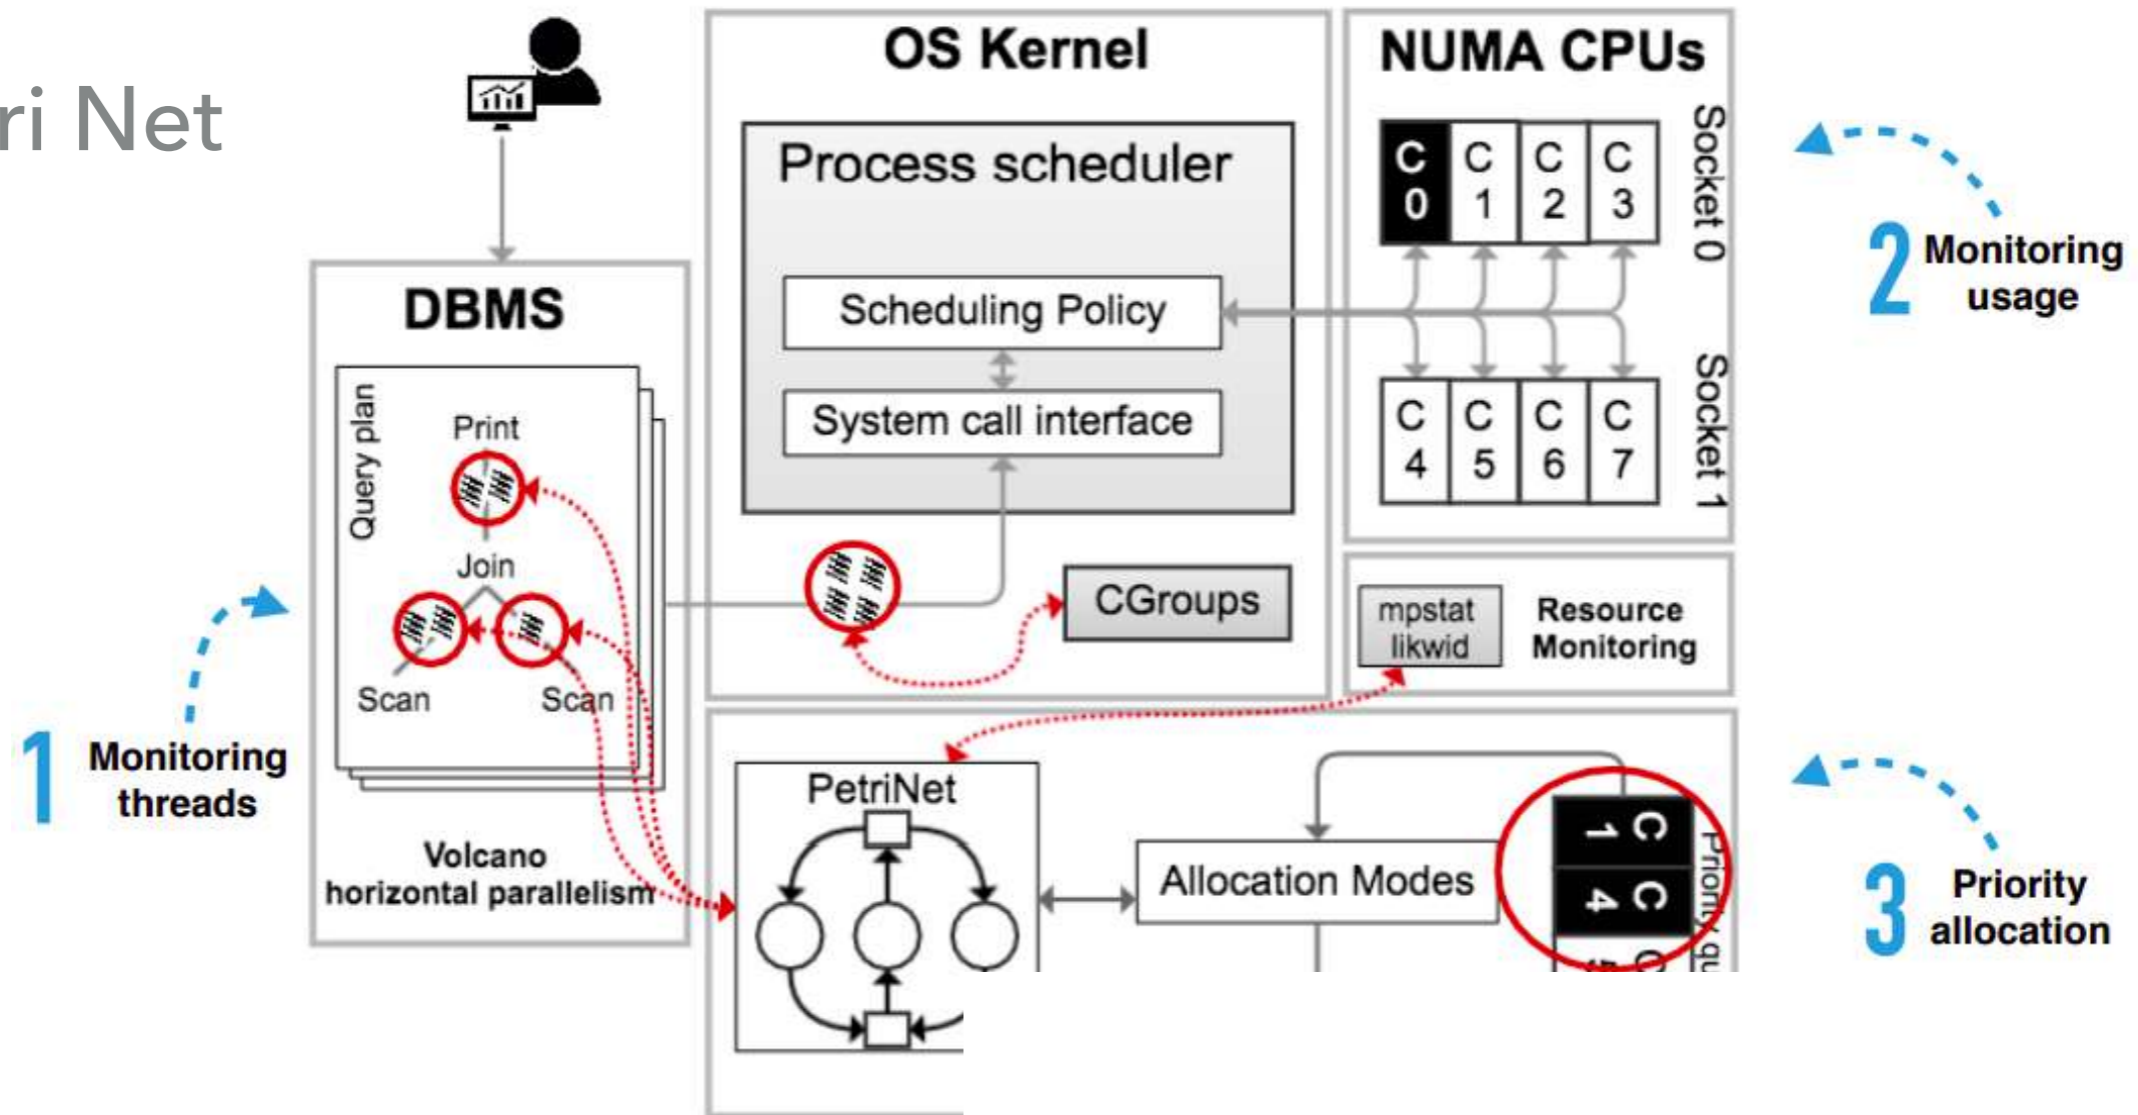 ri Net
OS Kernel
NUMA CPUs
Process scheduler
Scheduling Policy
System call interface
CGroups
C C C C
0 1 2 3
Socket 0
C C C C
4 5 6 7
Socket 1
2 Monitoring
usage
DBMS
Query plan
Print
Join
Scan Scan
Volcano
horizontal parallelism
1 Monitoring
threads
mpstat
likwid
Resource
Monitoring
PetriNet
Allocation Modes
C 1
C 4
Priority
3 Priority
allocation